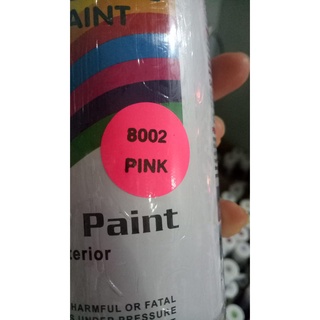 AINT
8002
PINK
Paint
terior
HARMFUL OR FATAL
UNDER PRESSURE